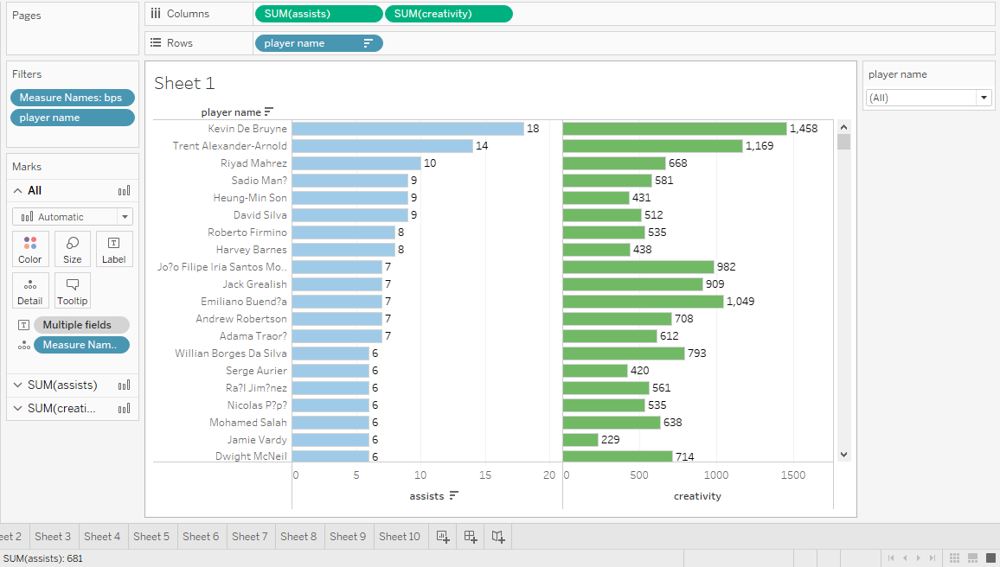 Pages
Columns
SUM(assists)
SUM(creativity)
Rows
player name
Filters
Measure Names: bps
player name
Marks
All
Automatic
Color
Size
Label
Detail
Tooltip
Multiple fields
Measure Nam..
SUM(assists)
SUM(creati...
Sheet 1
player name
Kevin De Bruyne 18 1,458
Trent Alexander-Arnold 14 1,169
Riyad Mahrez 10 668
Sadio Man? 9 581
Heung-Min Son 9 431
David Silva 9 512
Roberto Firmino 8 535
Harvey Barnes 8 438
Jo?o Filipe Iria Santos Mo.. 7 982
Jack Grealish 7 909
Emiliano Buend?a 7 1,049
Andrew Robertson 7 708
Adama Traor? 7 612
Willian Borges Da Silva 6 793
Serge Aurier 6 420
Ra?l Jim?nez 6 561
Nicolas P?p? 6 535
Mohamed Salah 6 638
Jamie Vardy 6 229
Dwight McNeil 6 714
0 5 10 15 20 0 500 1000 1500
assists creativity
player name
(All)
eet 2 Sheet 3 Sheet 4 Sheet 5 Sheet 6 Sheet 7 Sheet 8 Sheet 9 Sheet 10
SUM(assists): 681